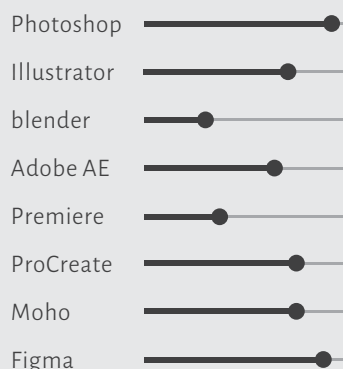 Photoshop
Illustrator
blender
Adobe AE
Premiere
ProCreate
Moho
Figma